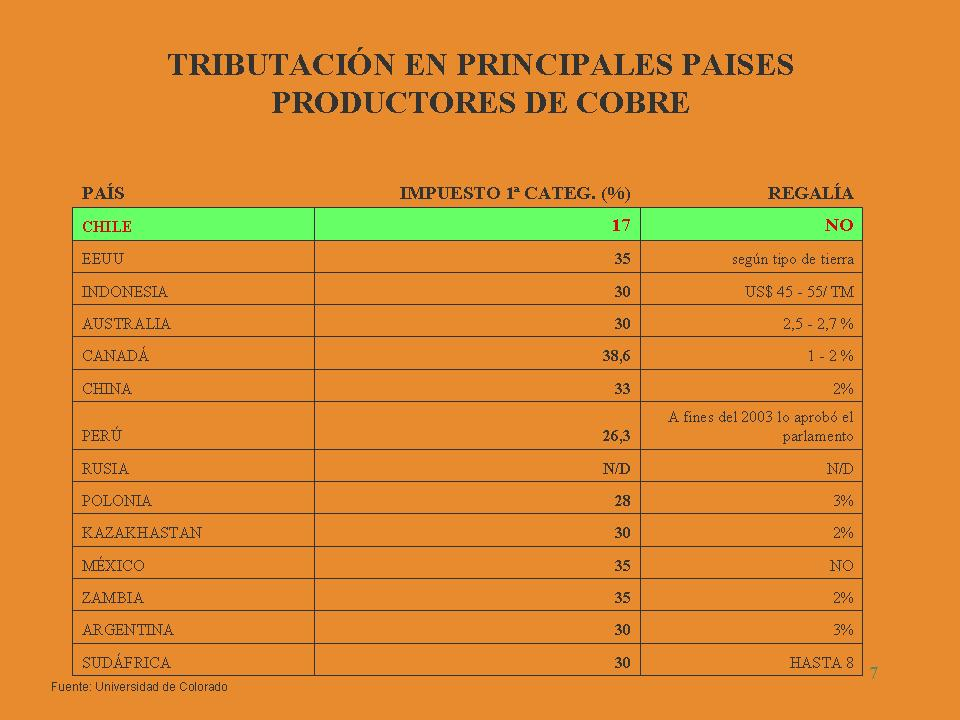 TRIBUTACIÓN EN PRINCIPALES PAISES
PRODUCTORES DE COBRE
PAÍS IMPUESTO 1ª CATEG. (%) REGALÍA
CHILE 17 NO
EEUU 35 según tipo de tierra
INDONESIA 30 US$ 45 - 55/ TM
AUSTRALIA 30 2,5 - 2,7 %
CANADÁ 38,6 1 - 2 %
CHINA 33 2%
PERÚ 26,3 A fines del 2003 lo aprobó el
parlamento
RUSIA N/D N/D
POLONIA 28 3%
KAZAKHASTAN 30 2%
MÉXICO 35 NO
ZAMBIA 35 2%
ARGENTINA 30 3%
SUDÁFRICA 30 HASTA 8
7
Fuente: Universidad de Colorado